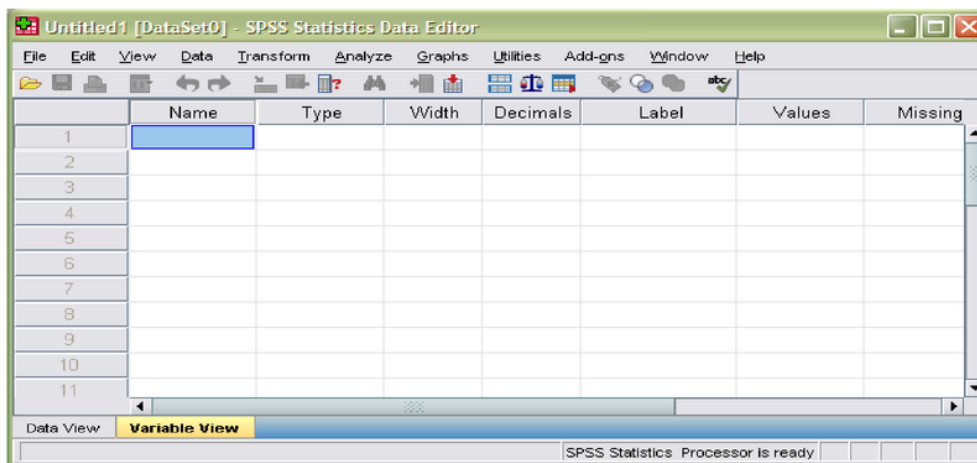 Untitled1 [DataSet0] - SPSS Statistics Data Editor
File Edit View Data Transform Analyze Graphs Utilities Add-ons Window Help
abc
Name Type Width Decimals Label Values Missing
1
2
3
4
5
6
7
8
9
10
11
Data View Variable View
SPSS Statistics Processor is ready